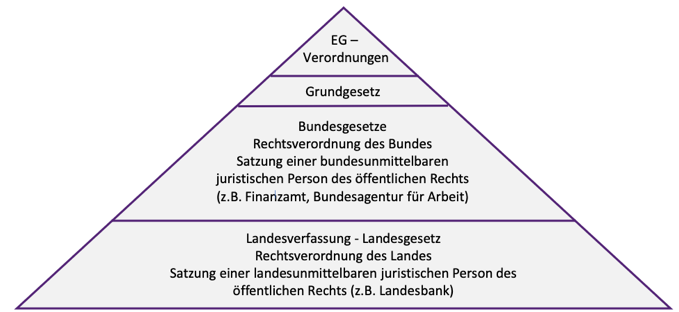 EG –
Verordnungen
Grundgesetz
Bundesgesetze
Rechtsverordnung des Bundes
Satzung einer bundesunmittelbaren
juristischen Person des öffentlichen Rechts
(z.B. Finanzamt, Bundesagentur für Arbeit)
Landesverfassung - Landesgesetz
Rechtsverordnung des Landes
Satzung einer landesunmittelbaren juristischen Person des
öffentlichen Rechts (z.B. Landesbank)